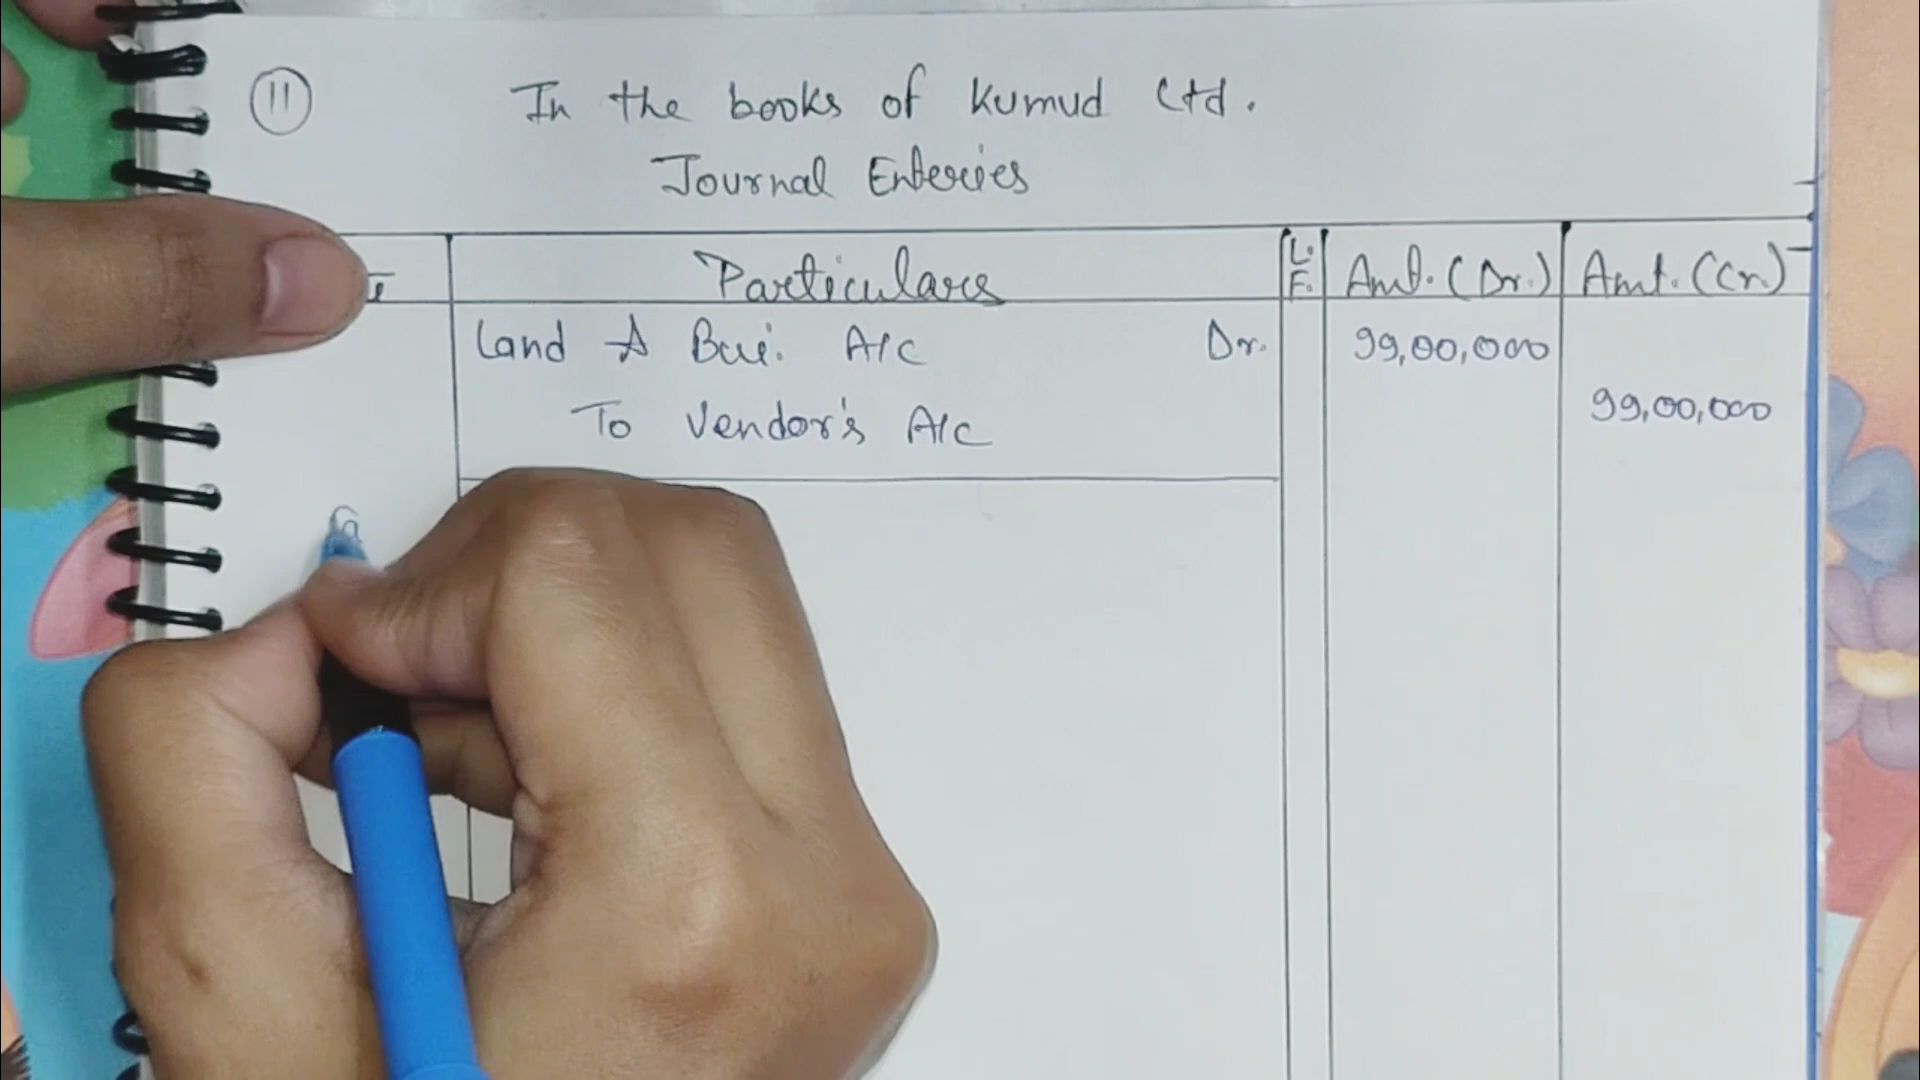 11
In the books of Kumud Ltd.
Journal Enteries
Particulars L.F. Amt. (Dr.) Amt. (Cr.)
Land & Bui. A/c Dr. 99,00,000
To Vendor's A/c 99,00,000
(a